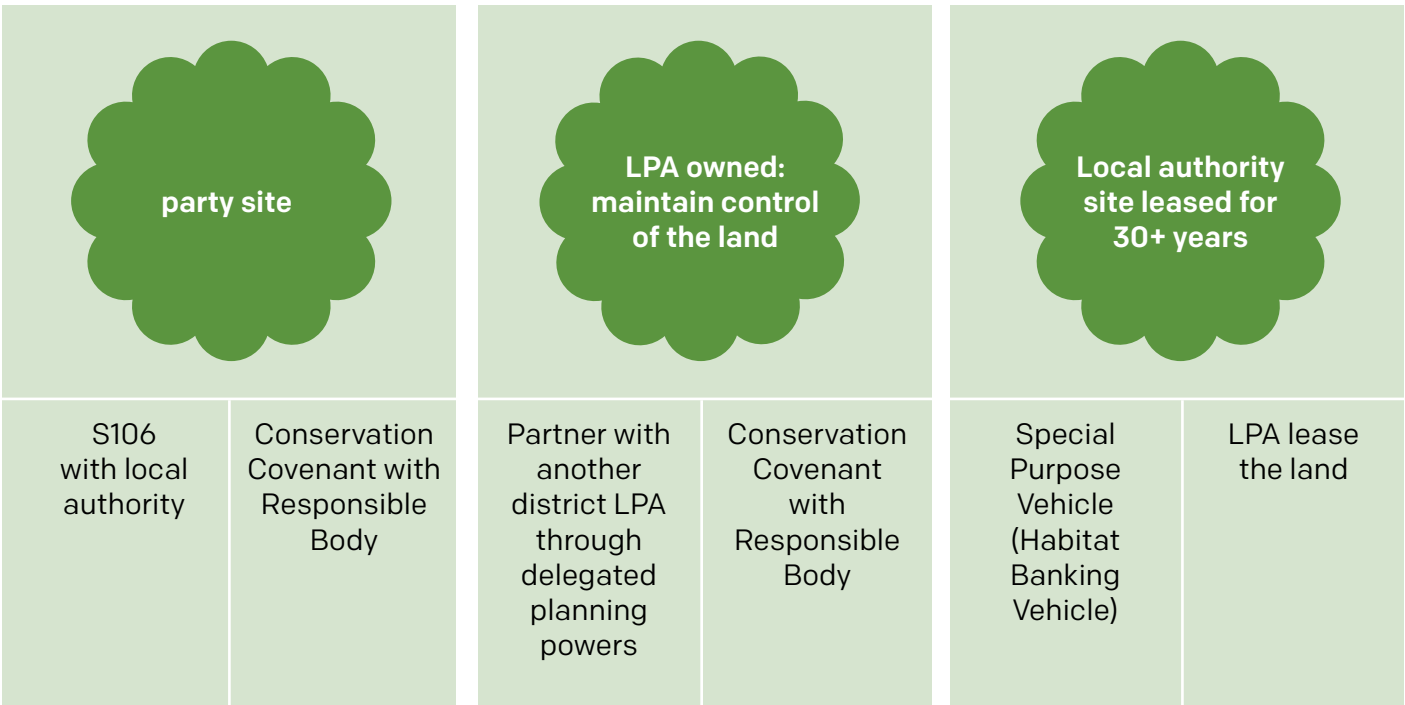 party site
LPA owned:
maintain control
of the land
Local authority
site leased for
30+ years
S106
with local
authority
Conservation
Covenant with
Responsible
Body
Partner with
another
district LPA
through
delegated
planning
powers
Conservation
Covenant
with
Responsible
Body
Special
Purpose
Vehicle
(Habitat
Banking
Vehicle)
LPA lease
the land